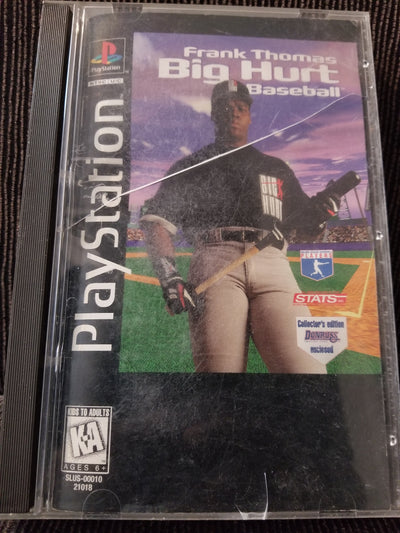 PlayStation
Frank Thomas
Big Hurt
Baseball
PlayStation
BIG
HURT
PLAYERS
STATS
Collector's edition
DONRUSS
enclosed
KIDS TO ADULTS
K-A
AGES 6+
SLUS-00010
21018